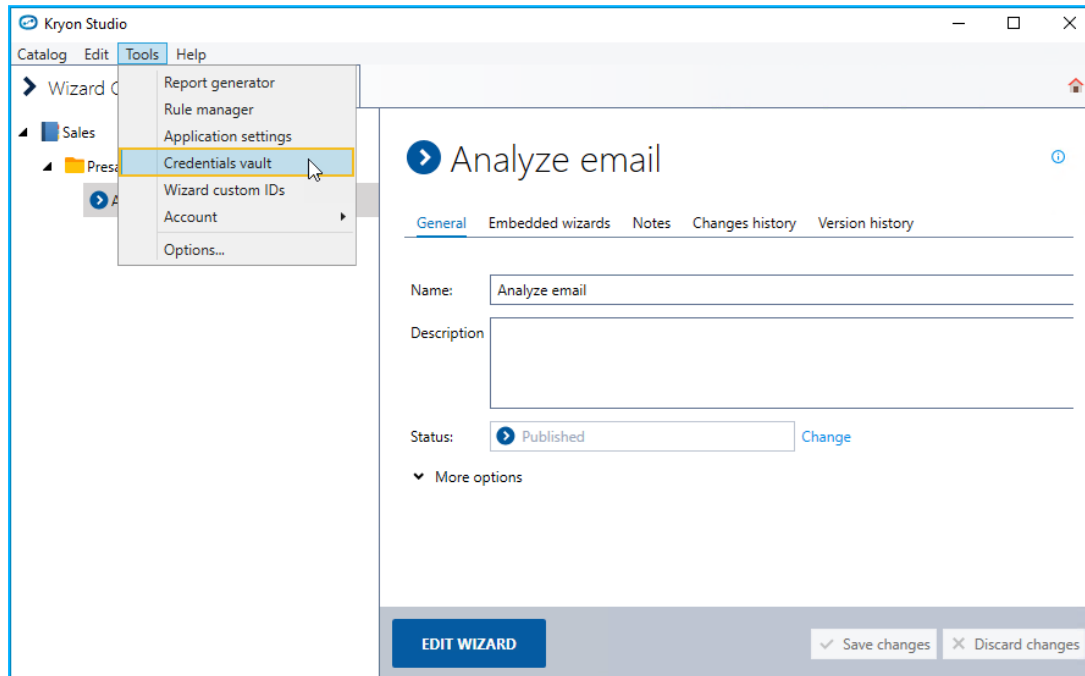 Kryon Studio
Catalog Edit Tools Help
Wizard C
Report generator
Rule manager
Application settings
Credentials vault
Wizard custom IDs
Account
Options...
Sales
Presa
A
Analyze email
General Embedded wizards Notes Changes history Version history
Name: Analyze email
Description
Status: Published Change
More options
EDIT WIZARD Save changes Discard changes